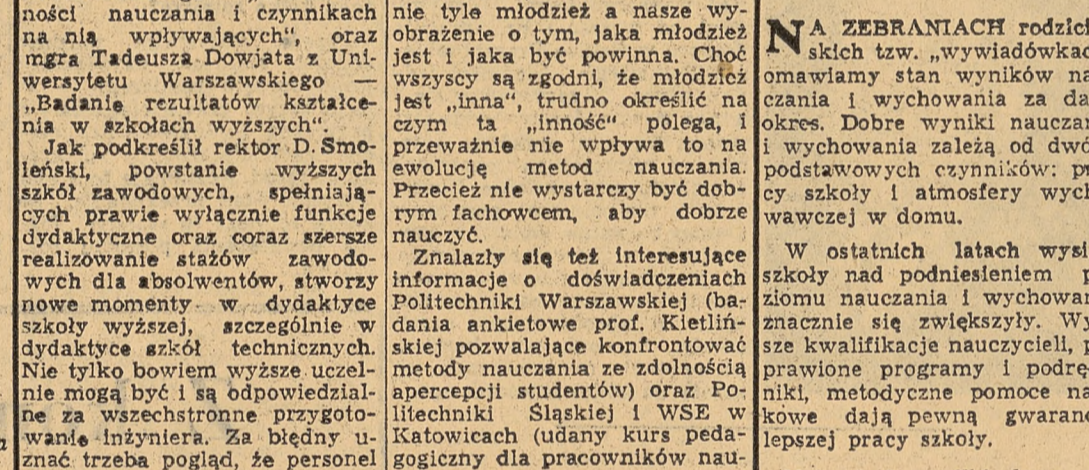 ności nauczania i czynnikach
na nią wpływających", oraz
mgra Tadeusza Dowjata z Uni-
wersytetu Warszawskiego —
„Badanie rezultatów kształce-
nia w szkołach wyższych".
Jak podkreślił rektor D. Smo-
leński, powstanie wyższych
szkół zawodowych, spełniają-
cych prawie wyłącznie funkcje
dydaktyczne oraz coraz szersze
realizowanie stażów zawodo-
wych dla absolwentów, stworzy
nowe momenty w dydaktyce
szkoły wyższej, szczególnie w
dydaktyce szkół technicznych.
Nie tylko bowiem wyższe uczel-
nie mogą być i są odpowiedzial-
ne za wszechstronne przygoto-
wanie inżyniera. Za błędny u-
znać trzeba pogląd, że personel
nie tyle młodzież a nasze wy-
obrażenie o tym, jaka młodzież
jest i jaka być powinna. Choć
wszyscy są zgodni, że młodzież
jest „inna", trudno określić na
czym ta „inność" polega, i
przeważnie nie wpływa to na
ewolucję metod nauczania.
Przecież nie wystarczy być dob-
rym fachowcem, aby dobrze
nauczyć.
Znalazły się też interesujące
informacje o doświadczeniach
Politechniki Warszawskiej (ba-
dania ankietowe prof. Kietliń-
skiej pozwalające konfrontować
metody nauczania ze zdolnością
apercepcji studentów) oraz Po-
litechniki Śląskiej i WSE w
Katowicach (udany kurs peda-
gogiczny dla pracowników nau-
NA ZEBRANIACH rodzici
skich tzw. „wywiadówkac
omawiamy stan wyników na
czania i wychowania za da
okres. Dobre wyniki nauczan
i wychowania zależą od dwó
podstawowych czynników: pr
cy szkoły i atmosfery wych
wawczej w domu.
W ostatnich latach wysi
szkoły nad podniesieniem p
ziomu nauczania i wychowan
znacznie się zwiększyły. Wy
sze kwalifikacje nauczycieli, p
prawione programy i podrę
niki, metodyczne pomoce na
kowe dają pewną gwaranc
lepszej pracy szkoły.